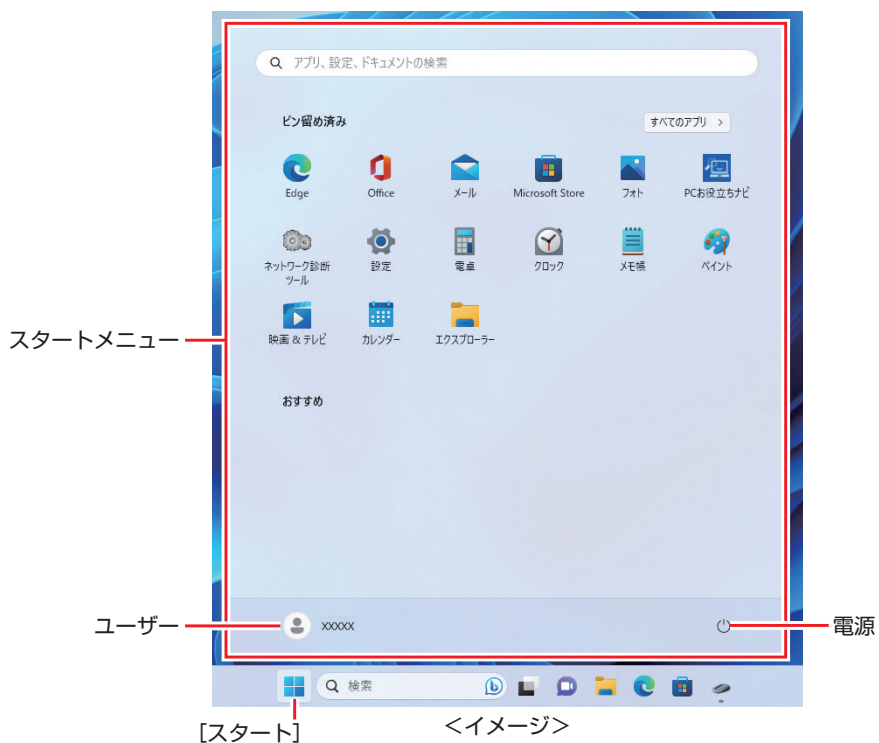 アプリ、設定、ドキュメントの検索
ピン留め済み
すべてのアプリ >
Edge
Office
メール
Microsoft Store
フォト
PCお役立ちナビ
ネットワーク診断
ツール
設定
電卓
クロック
メモ帳
ペイント
映画 & テレビ
カレンダー
エクスプローラー
スタートメニュー
おすすめ
ユーザー
xxxxx
電源
検索
[スタート]
<イメージ>